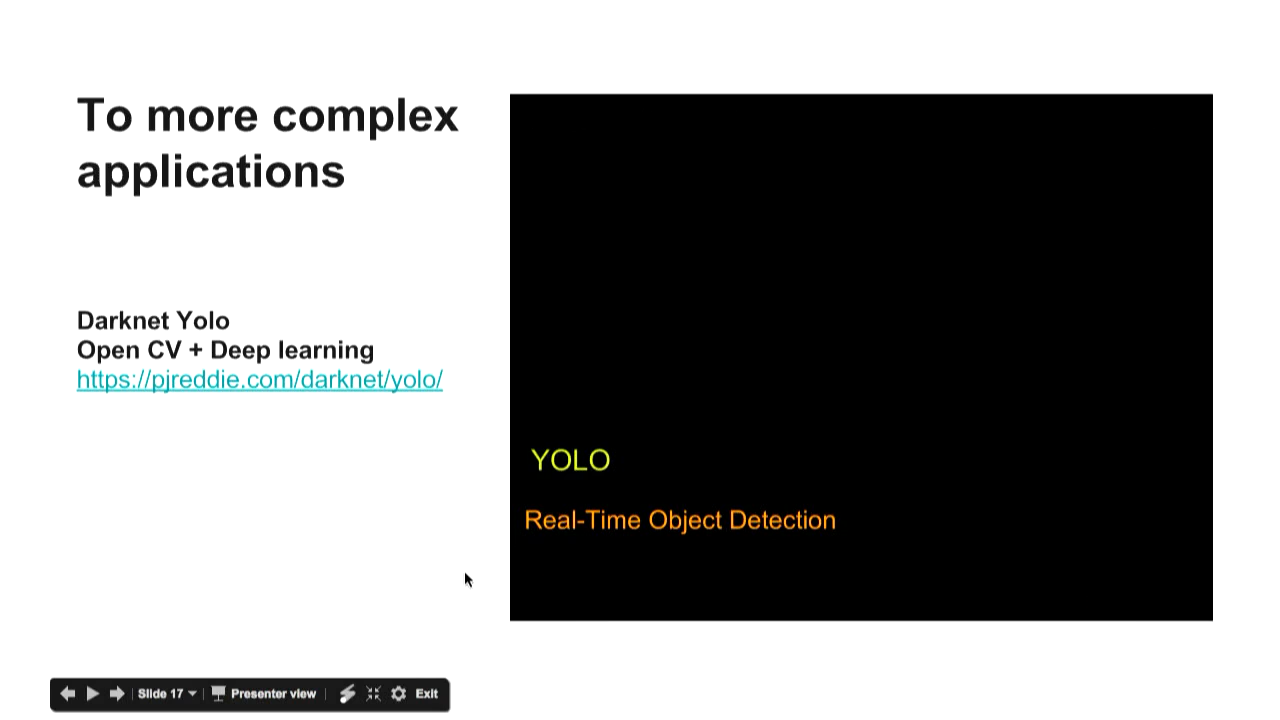 To more complex
applications
Darknet Yolo
Open CV + Deep learning
https://pjreddie.com/darknet/yolo/
YOLO
Real-Time Object Detection
Slide 17
Presenter view
Exit